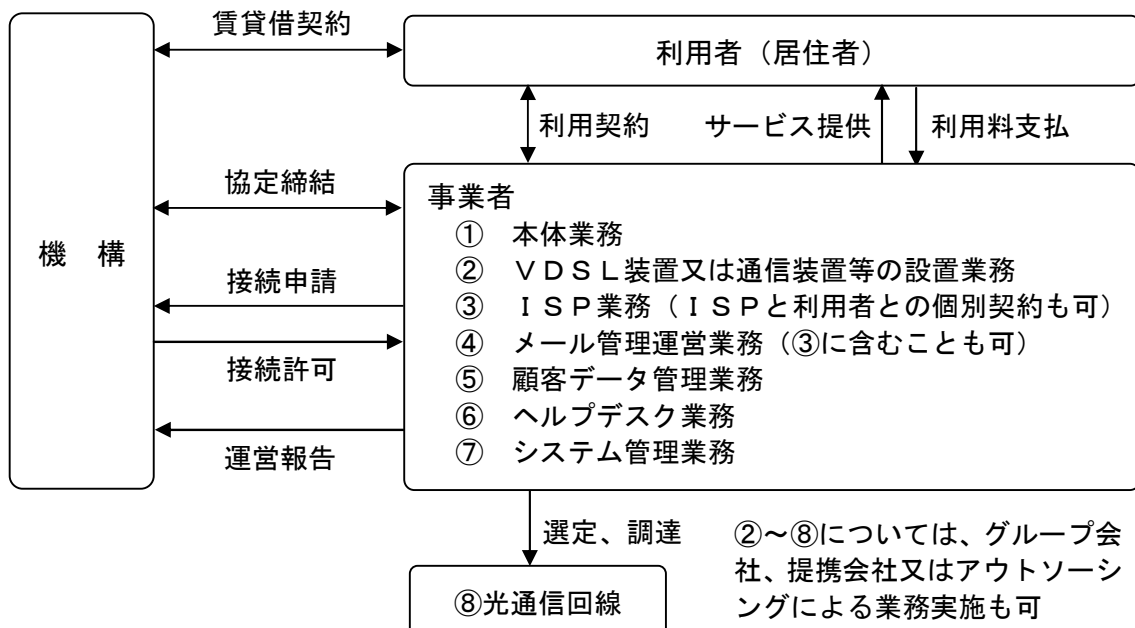 賃貸借契約
利用者（居住者）
利用契約
サービス提供
利用料支払
機　構
協定締結
接続申請
接続許可
運営報告
事業者
①　本体業務
②　ＶＤＳＬ装置又は通信装置等の設置業務
③　ＩＳＰ業務（ＩＳＰと利用者との個別契約も可）
④　メール管理運営業務（③に含むことも可）
⑤　顧客データ管理業務
⑥　ヘルプデスク業務
⑦　システム管理業務
選定、調達
⑧光通信回線
②～⑧については、グループ会
社、提携会社又はアウトソーシ
ングによる業務実施も可